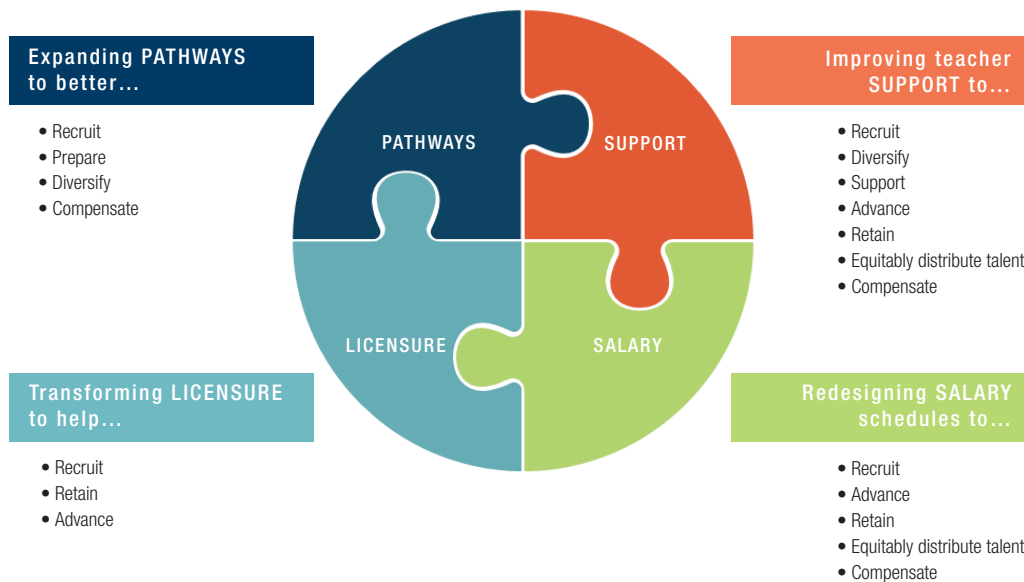 Expanding PATHWAYS
to better...
• Recruit
• Prepare
• Diversify
• Compensate
PATHWAYS
SUPPORT
Improving teacher
SUPPORT to...
• Recruit
• Diversify
• Support
• Advance
• Retain
• Equitably distribute talent
• Compensate
LICENSURE
SALARY
Transforming LICENSURE
to help...
• Recruit
• Retain
• Advance
Redesigning SALARY
schedules to...
• Recruit
• Advance
• Retain
• Equitably distribute talent
• Compensate